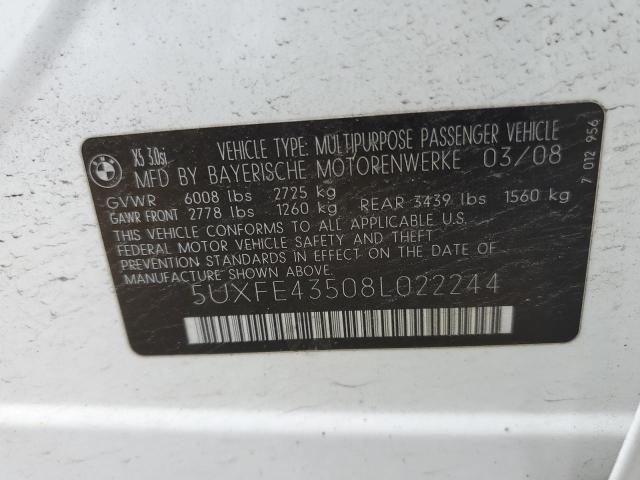 BMW
X5 3.0si
VEHICLE TYPE: MULTIPURPOSE PASSENGER VEHICLE
MFD BY BAYERISCHE MOTORENWERKE 03/08
GVWR 6008 lbs 2725 kg
GAWR FRONT 2778 lbs 1260 kg REAR 3439 lbs 1560 kg
THIS VEHICLE CONFORMS TO ALL APPLICABLE U.S.
FEDERAL MOTOR VEHICLE SAFETY AND THEFT
PREVENTION STANDARDS IN EFFECT ON THE DATE OF
MANUFACTURE SHOWN ABOVE.
5UXFE43508L022244
7 012 956